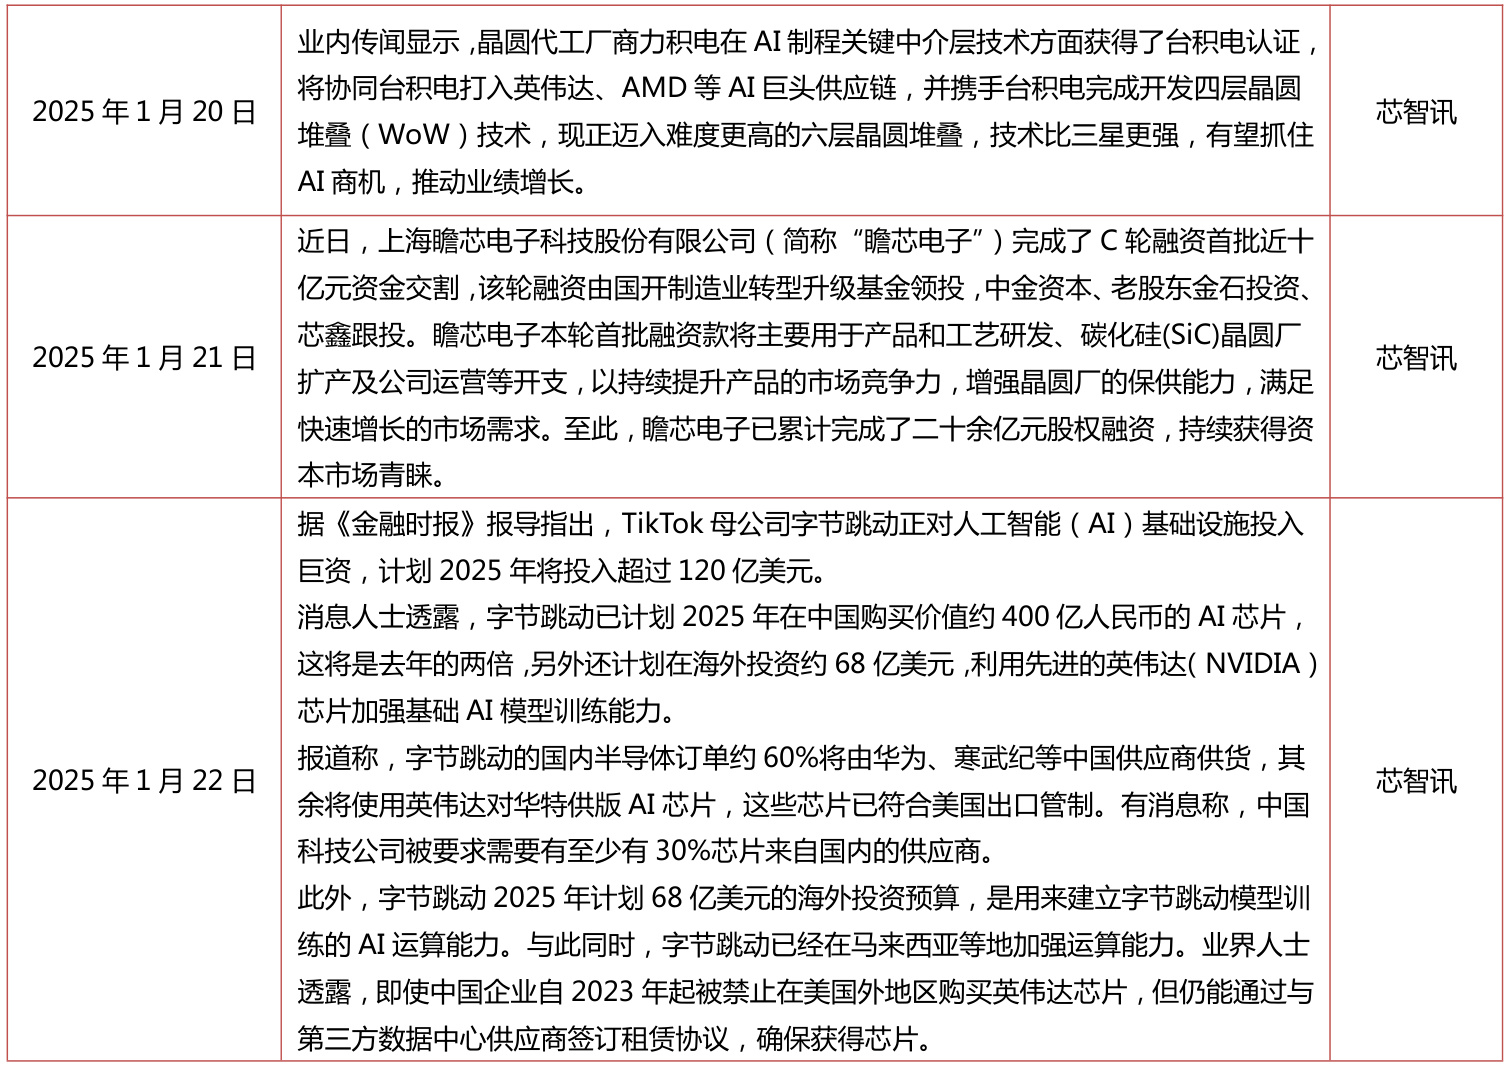 2025 年 1 月 20 日
业内传闻显示，晶圆代工厂商力积电在 AI 制程关键中介层技术方面获得了台积电认证，
将协同台积电打入英伟达、AMD 等 AI 巨头供应链，并携手台积电完成开发四层晶圆
堆叠（WoW）技术，现正迈入难度更高的六层晶圆堆叠，技术比三星更强，有望抓住
AI 商机，推动业绩增长。
芯智讯
2025 年 1 月 21 日
近日，上海瞻芯电子科技股份有限公司（简称“瞻芯电子”）完成了 C 轮融资首批近十
亿元资金交割，该轮融资由国开制造业转型升级基金领投，中金资本、老股东金石投资、
芯鑫跟投。瞻芯电子本轮首批融资款将主要用于产品和工艺研发、碳化硅(SiC)晶圆厂
扩产及公司运营等开支，以持续提升产品的市场竞争力，增强晶圆厂的保供能力，满足
快速增长的市场需求。至此，瞻芯电子已累计完成了二十余亿元股权融资，持续获得资
本市场青睐。
芯智讯
2025 年 1 月 22 日
据《金融时报》报导指出，TikTok 母公司字节跳动正对人工智能（AI）基础设施投入
巨资，计划 2025 年将投入超过 120 亿美元。
消息人士透露，字节跳动已计划 2025 年在中国购买价值约 400 亿人民币的 AI 芯片，
这将是去年的两倍，另外还计划在海外投资约 68 亿美元，利用先进的英伟达（NVIDIA）
芯片加强基础 AI 模型训练能力。
报道称，字节跳动的国内半导体订单约 60%将由华为、寒武纪等中国供应商供货，其
余将使用英伟达对华特供版 AI 芯片，这些芯片已符合美国出口管制。有消息称，中国
科技公司被要求需要有至少有 30%芯片来自国内的供应商。
此外，字节跳动 2025 年计划 68 亿美元的海外投资预算，是用来建立字节跳动模型训
练的 AI 运算能力。与此同时，字节跳动已经在马来西亚等地加强运算能力。业界人士
透露，即使中国企业自 2023 年起被禁止在美国外地区购买英伟达芯片，但仍能通过与
第三方数据中心供应商签订租赁协议，确保获得芯片。
芯智讯